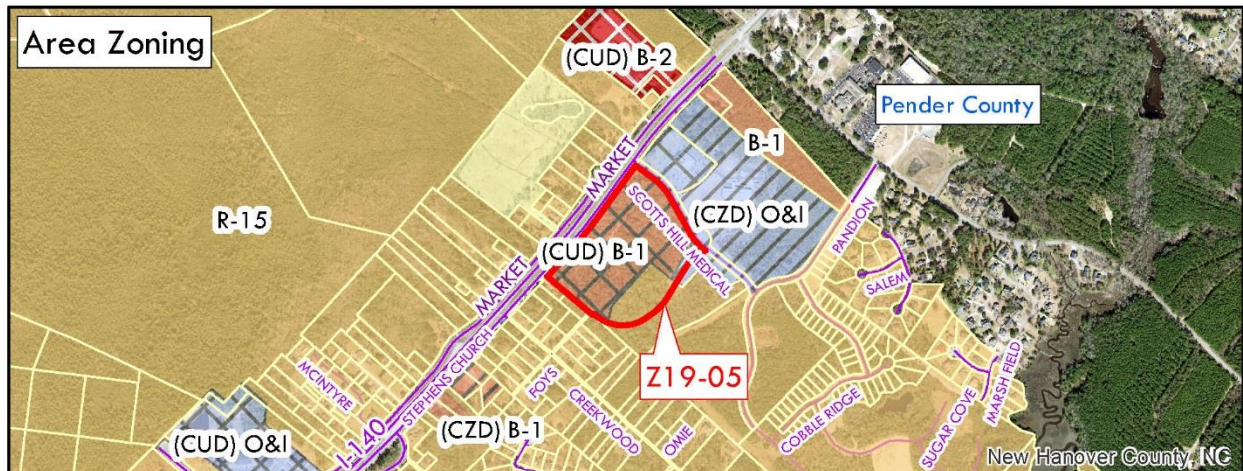 Area Zoning
(CUD) B-2
Pender County
B-1
MARKET
R-15
(CZD) O&I
SCOTTS HILL MEDICAL
(CUD) B-1
PANDION
SALEM
MARKET
Z19-05
MCINTYRE
STEPHENS CHURCH
FOYS
CREEKWOOD
OMIE
COBBLE RIDGE
SUGAR COVE
MARSH FIELD
I-140
(CZD) B-1
(CUD) O&I
New Hanover County, NC